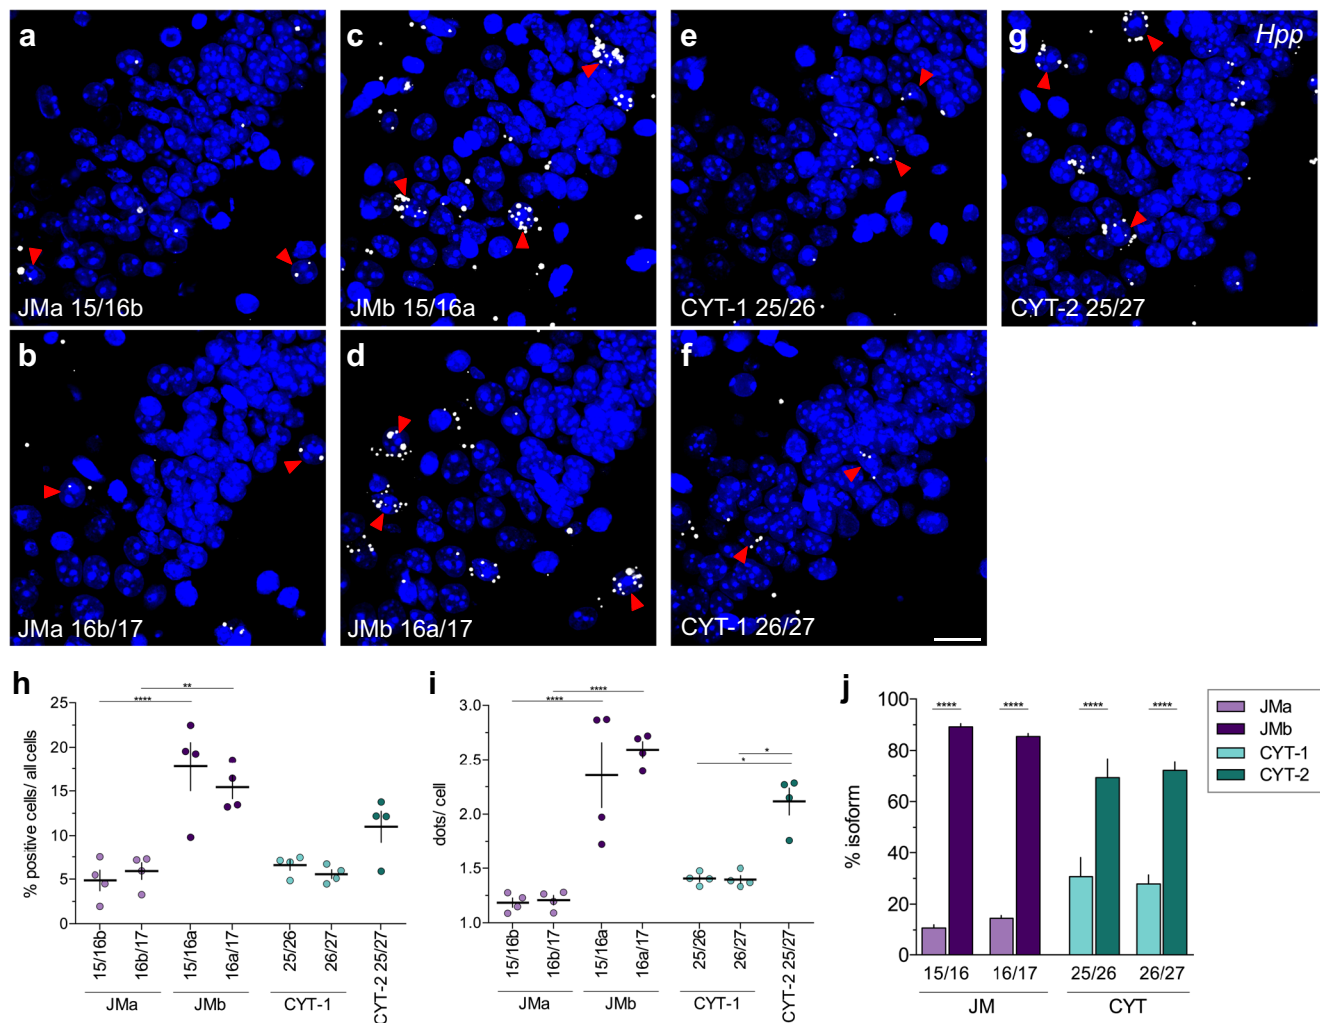 a
JMa 15/16b
c
JMb 15/16a
e
CYT-1 25/26
g
Hpp
CYT-2 25/27
b
JMa 16b/17
d
JMb 16a/17
f
CYT-1 26/27
h
% positive cells/ all cells
25
20
15
10
5
0
****
**
15/16b
16b/17
15/16a
16a/17
25/26
26/27
CYT-2 25/27
JMa
JMb
CYT-1
i
dots/ cell
3.0
2.5
2.0
1.5
1.0
****
****
*
*
15/16b
16b/17
15/16a
16a/17
25/26
26/27
CYT-2 25/27
JMa
JMb
CYT-1
j
% isoform
100
80
60
40
20
0
****
****
****
****
15/16
16/17
25/26
26/27
JM
CYT
JMa
JMb
CYT-1
CYT-2